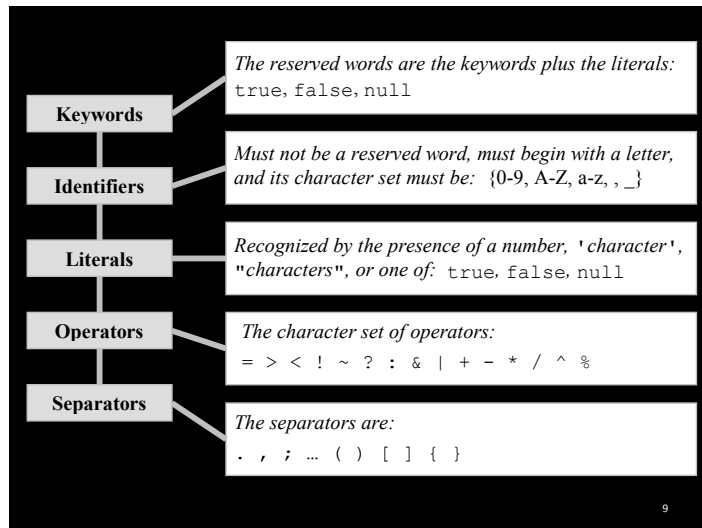 The reserved words are the keywords plus the literals:
true, false, null
Keywords
Must not be a reserved word, must begin with a letter,
and its character set must be: {0-9, A-Z, a-z, , _}
Identifiers
Recognized by the presence of a number, 'character',
"characters", or one of: true, false, null
Literals
The character set of operators:
= > < ! ~ ? : & | + - * / ^ %
Operators
The separators are:
. , ; … ( ) [ ] { }
Separators
9